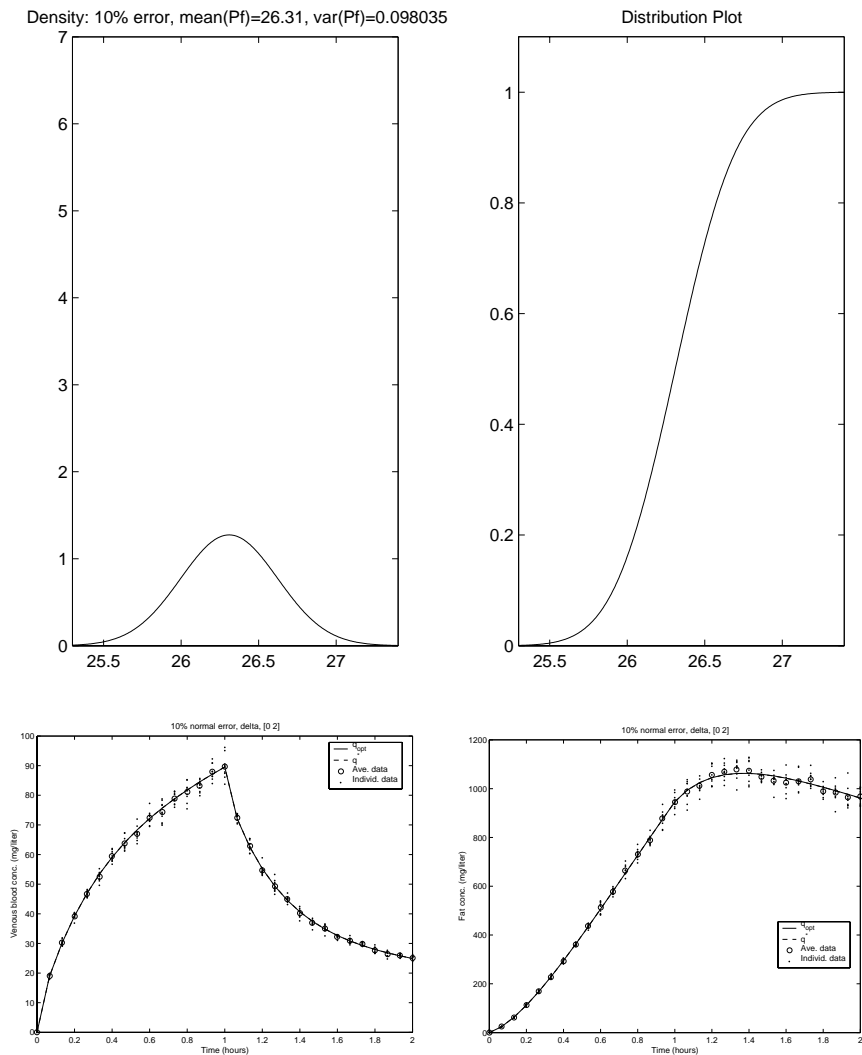 Density: 10% error, mean(Pf)=26.31, var(Pf)=0.098035
7
6
5
4
3
2
1
0
25.5 26 26.5 27
Distribution Plot
1
0.8
0.6
0.4
0.2
0
25.5 26 26.5 27
10% normal error, delta, [0 2]
100
90
80
70
60
50
40
30
20
10
0
Venous blood conc. (mg/liter)
0 0.2 0.4 0.6 0.8 1 1.2 1.4 1.6 1.8 2
Time (hours)
q_opt
q*
Ave. data
Individ. data
10% normal error, delta, [0 2]
1200
1000
800
600
400
200
0
Fat conc. (mg/liter)
0 0.2 0.4 0.6 0.8 1 1.2 1.4 1.6 1.8 2
Time (hours)
q_opt
q*
Ave. data
Individ. data